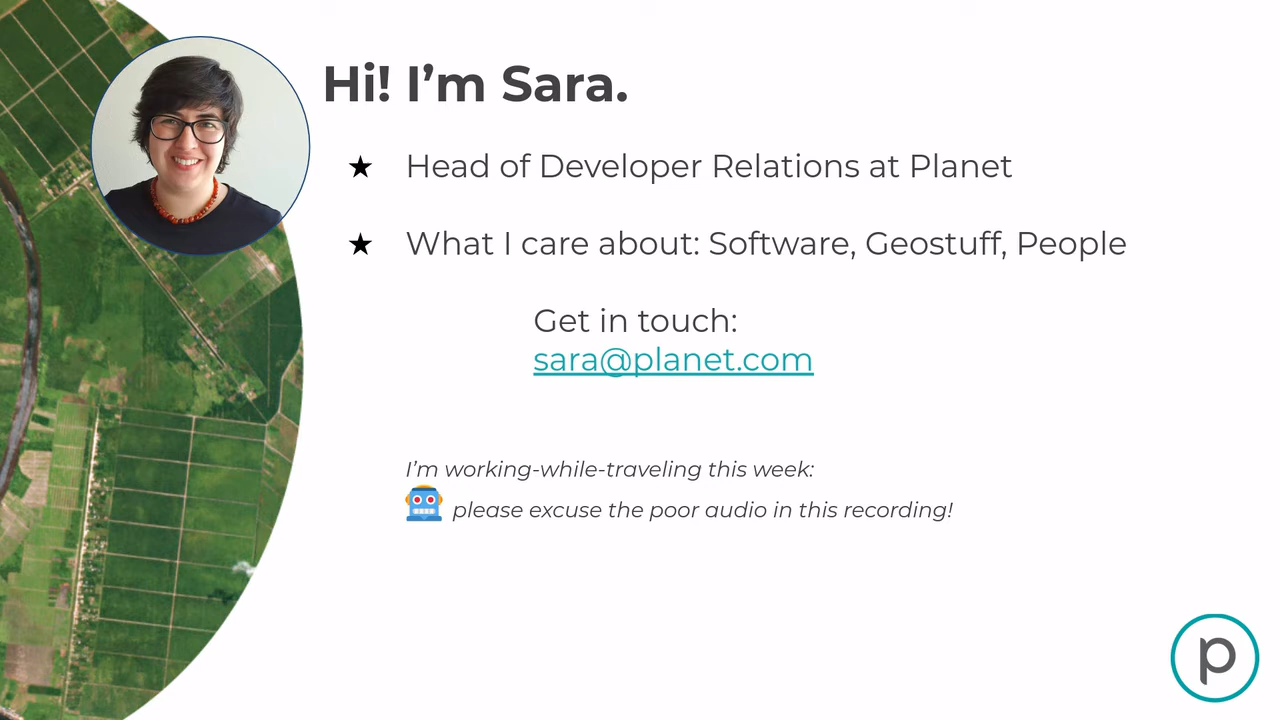 Hi! I’m Sara.
★ Head of Developer Relations at Planet
★ What I care about: Software, Geostuff, People
Get in touch:
sara@planet.com
I’m working-while-traveling this week:
please excuse the poor audio in this recording!
p